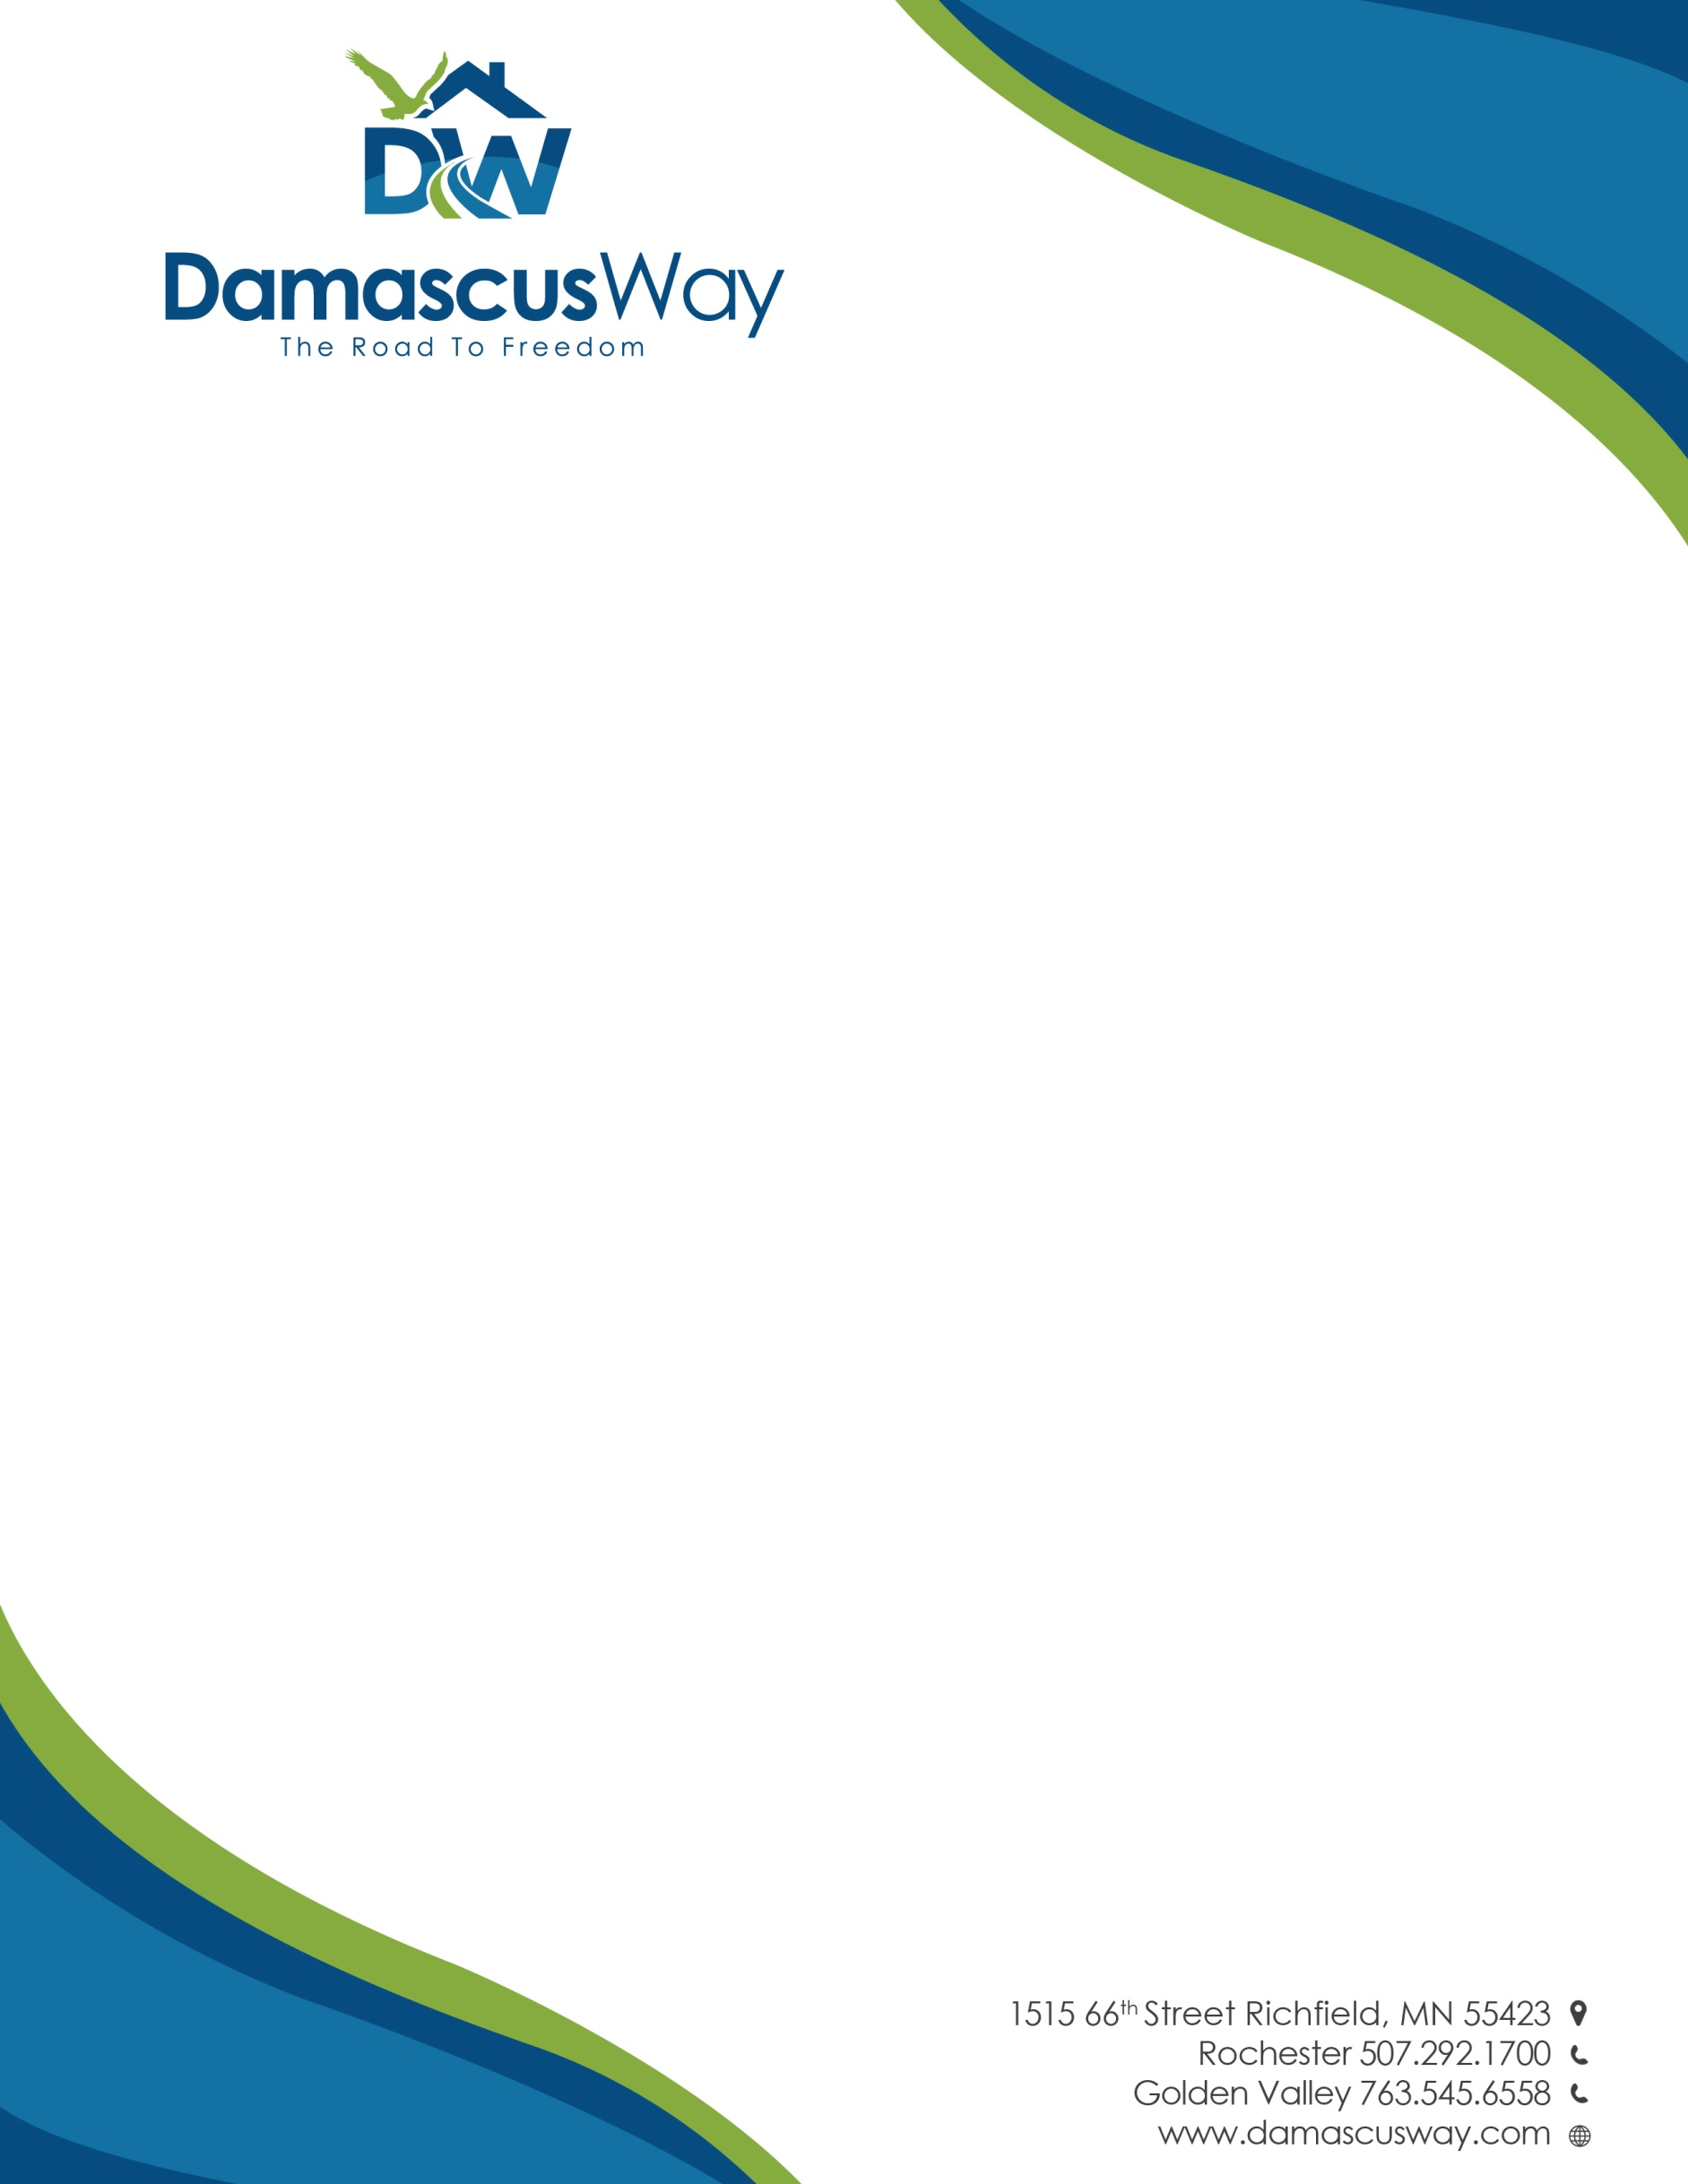 DW
DamascusWay
The Road To Freedom
1515 66th Street Richfield, MN 55423
Rochester 507.292.1700
Golden Valley 763.545.6558
www.damascusway.com